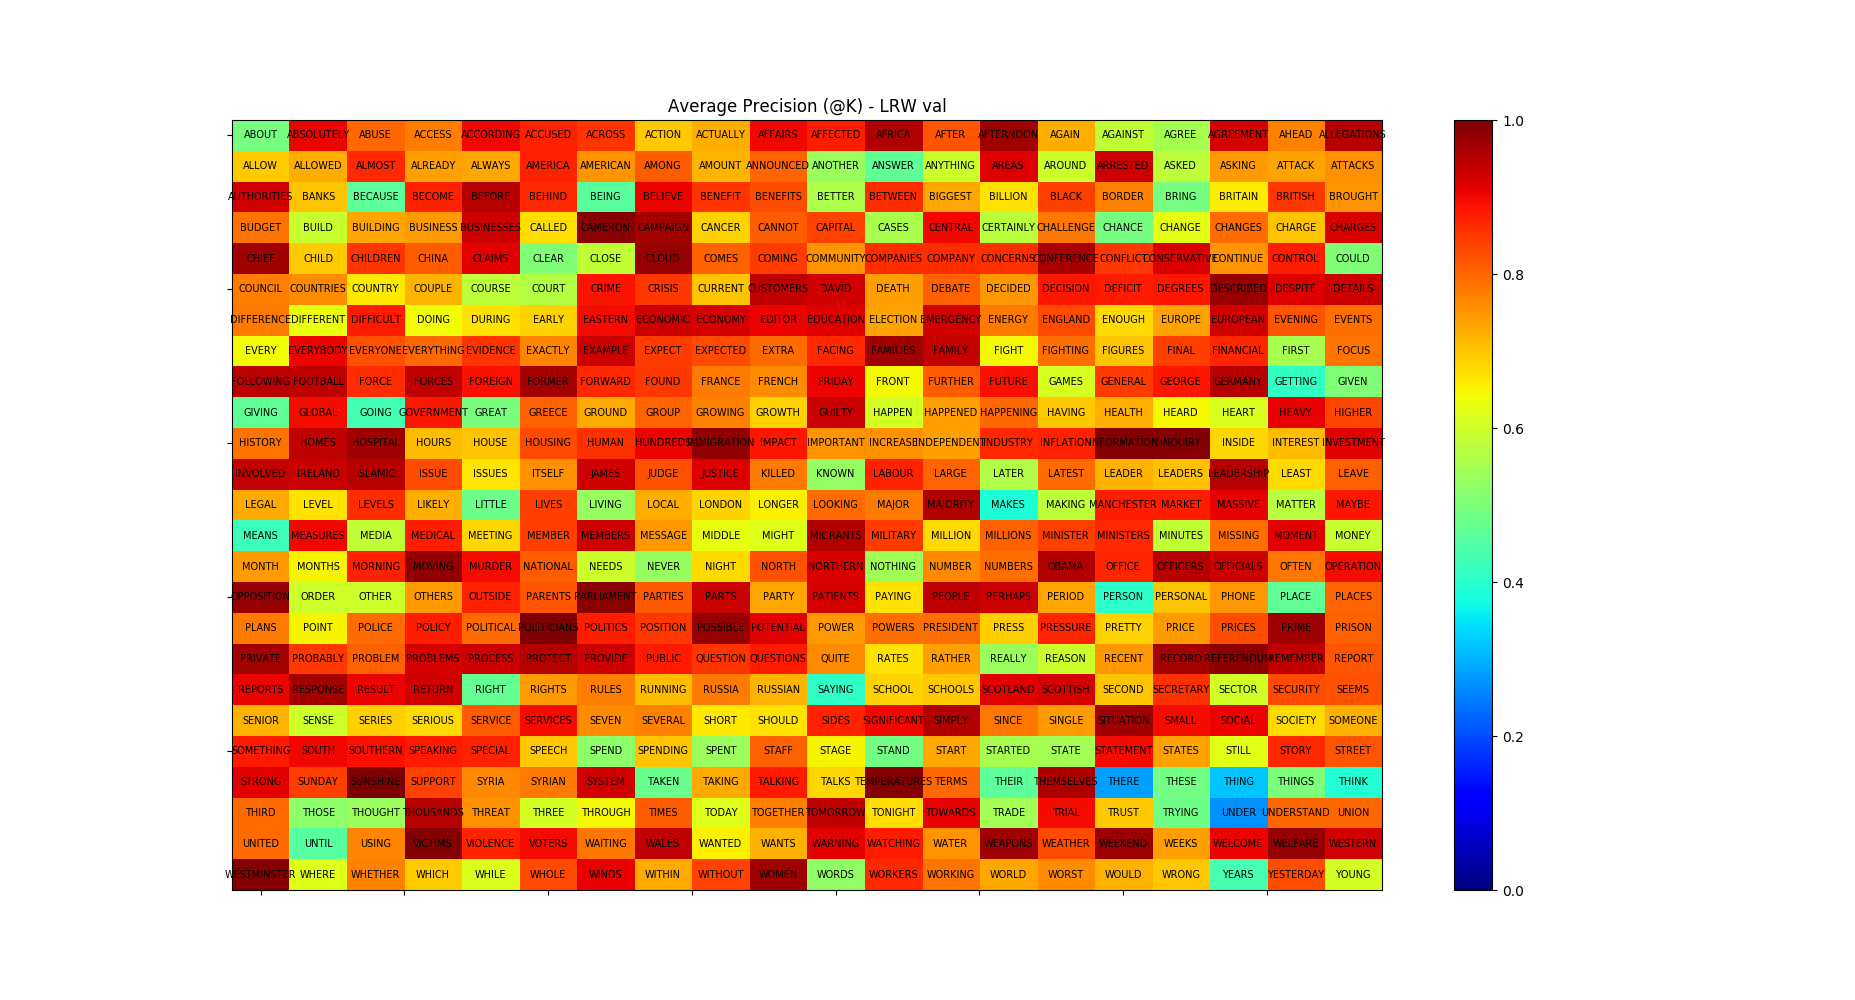 Average Precision (@K) - LRW val
ABOUT ABSOLUTELY ABUSE ACCESS ACCORDING ACCUSED ACROSS ACTION ACTUALLY AFFAIRS AFFECTED AFRICA AFTER AFTERNOON AGAIN AGAINST AGREE AGREEMENT AHEAD ALLEGATIONS
ALLOW ALLOWED ALMOST ALREADY ALWAYS AMERICA AMERICAN AMONG AMOUNT ANNOUNCED ANOTHER ANSWER ANYTHING AREAS AROUND ARRESTED ASKED ASKING ATTACK ATTACKS
AUTHORITIES BANKS BECAUSE BECOME BEFORE BEHIND BEING BELIEVE BENEFIT BENEFITS BETTER BETWEEN BIGGEST BILLION BLACK BORDER BRING BRITAIN BRITISH BROUGHT
BUDGET BUILD BUILDING BUSINESS BUSINESSES CALLED CAMERON CAMPAIGN CANCER CANNOT CAPITAL CASES CENTRAL CERTAINLY CHALLENGE CHANCE CHANGE CHANGES CHARGE CHARGES
CHIEF CHILD CHILDREN CHINA CLAIMS CLEAR CLOSE CLOUD COMES COMING COMMUNITY COMPANIES COMPANY CONCERNS CONFERENCE CONFLICT CONSERVATIVE CONTINUE CONTROL COULD
COUNCIL COUNTRIES COUNTRY COUPLE COURSE COURT CRIME CRISIS CURRENT CUSTOMERS DAVID DEATH DEBATE DECIDED DECISION DEFICIT DEGREES DESCRIBED DESPITE DETAILS
DIFFERENCE DIFFERENT DIFFICULT DOING DURING EARLY EASTERN ECONOMIC ECONOMY EDITOR EDUCATION ELECTION EMERGENCY ENERGY ENGLAND ENOUGH EUROPE EUROPEAN EVENING EVENTS
EVERY EVERYBODY EVERYONE EVERYTHING EVIDENCE EXACTLY EXAMPLE EXPECT EXPECTED EXTRA FACING FAMILIES FAMILY FIGHT FIGHTING FIGURES FINAL FINANCIAL FIRST FOCUS
FOLLOWING FOOTBALL FORCE FORCES FOREIGN FORMER FORWARD FOUND FRANCE FRENCH FRIDAY FRONT FURTHER FUTURE GAMES GENERAL GEORGE GERMANY GETTING GIVEN
GIVING GLOBAL GOING GOVERNMENT GREAT GREECE GROUND GROUP GROWING GROWTH GUILTY HAPPEN HAPPENED HAPPENING HAVING HEALTH HEARD HEART HEAVY HIGHER
HISTORY HOMES HOSPITAL HOURS HOUSE HOUSING HUMAN HUNDREDS IMMIGRATION IMPACT IMPORTANT INCREASE INDEPENDENT INDUSTRY INFLATION INFORMATION INQUIRY INSIDE INTEREST INVESTMENT
INVOLVED IRELAND ISLAMIC ISSUE ISSUES ITSELF JAMES JUDGE JUSTICE KILLED KNOWN LABOUR LARGE LATER LATEST LEADER LEADERS LEADERSHIP LEAST LEAVE
LEGAL LEVEL LEVELS LIKELY LITTLE LIVES LIVING LOCAL LONDON LONGER LOOKING MAJOR MAJORITY MAKES MAKING MANCHESTER MARKET MASSIVE MATTER MAYBE
MEANS MEASURES MEDIA MEDICAL MEETING MEMBER MEMBERS MESSAGE MIDDLE MIGHT MIGRANTS MILITARY MILLION MILLIONS MINISTER MINISTERS MINUTES MISSING MOMENT MONEY
MONTH MONTHS MORNING MOVING MURDER NATIONAL NEEDS NEVER NIGHT NORTH NORTHERN NOTHING NUMBER NUMBERS OBAMA OFFICE OFFICERS OFFICIALS OFTEN OPERATION
OPPOSITION ORDER OTHER OTHERS OUTSIDE PARENTS PARLIAMENT PARTIES PARTS PARTY PATIENTS PAYING PEOPLE PERHAPS PERIOD PERSON PERSONAL PHONE PLACE PLACES
PLANS POINT POLICE POLICY POLITICAL POLITICIANS POLITICS POSITION POSSIBLE POTENTIAL POWER POWERS PRESIDENT PRESS PRESSURE PRETTY PRICE PRICES PRIME PRISON
PRIVATE PROBABLY PROBLEM PROBLEMS PROCESS PROTECT PROVIDE PUBLIC QUESTION QUESTIONS QUITE RATES RATHER REALLY REASON RECENT RECORD REFERENDUM REMEMBER REPORT
REPORTS RESPONSE RESULT RETURN RIGHT RIGHTS RULES RUNNING RUSSIA RUSSIAN SAYING SCHOOL SCHOOLS SCOTLAND SCOTTISH SECOND SECRETARY SECTOR SECURITY SEEMS
SENIOR SENSE SERIES SERIOUS SERVICE SERVICES SEVEN SEVERAL SHORT SHOULD SIDES SIGNIFICANT SIMPLY SINCE SINGLE SITUATION SMALL SOCIAL SOCIETY SOMEONE
SOMETHING SOUTH SOUTHERN SPEAKING SPECIAL SPEECH SPEND SPENDING SPENT STAFF STAGE STAND START STARTED STATE STATEMENT STATES STILL STORY STREET
STRONG SUNDAY SUNSHINE SUPPORT SYRIA SYRIAN SYSTEM TAKEN TAKING TALKING TALKS TEMPERATURES TERMS THEIR THEMSELVES THERE THESE THING THINGS THINK
THIRD THOSE THOUGHT THOUSANDS THREAT THREE THROUGH TIMES TODAY TOGETHER TOMORROW TONIGHT TOWARDS TRADE TRIAL TRUST TRYING UNDER UNDERSTAND UNION
UNITED UNTIL USING VICTIMS VIOLENCE VOTERS WAITING WALES WANTED WANTS WARNING WATCHING WATER WEAPONS WEATHER WEEKEND WEEKS WELCOME WELFARE WESTERN
WESTMINSTER WHERE WHETHER WHICH WHILE WHOLE WINDS WITHIN WITHOUT WOMEN WORDS WORKERS WORKING WORLD WORST WOULD WRONG YEARS YESTERDAY YOUNG
1.0
0.8
0.6
0.4
0.2
0.0